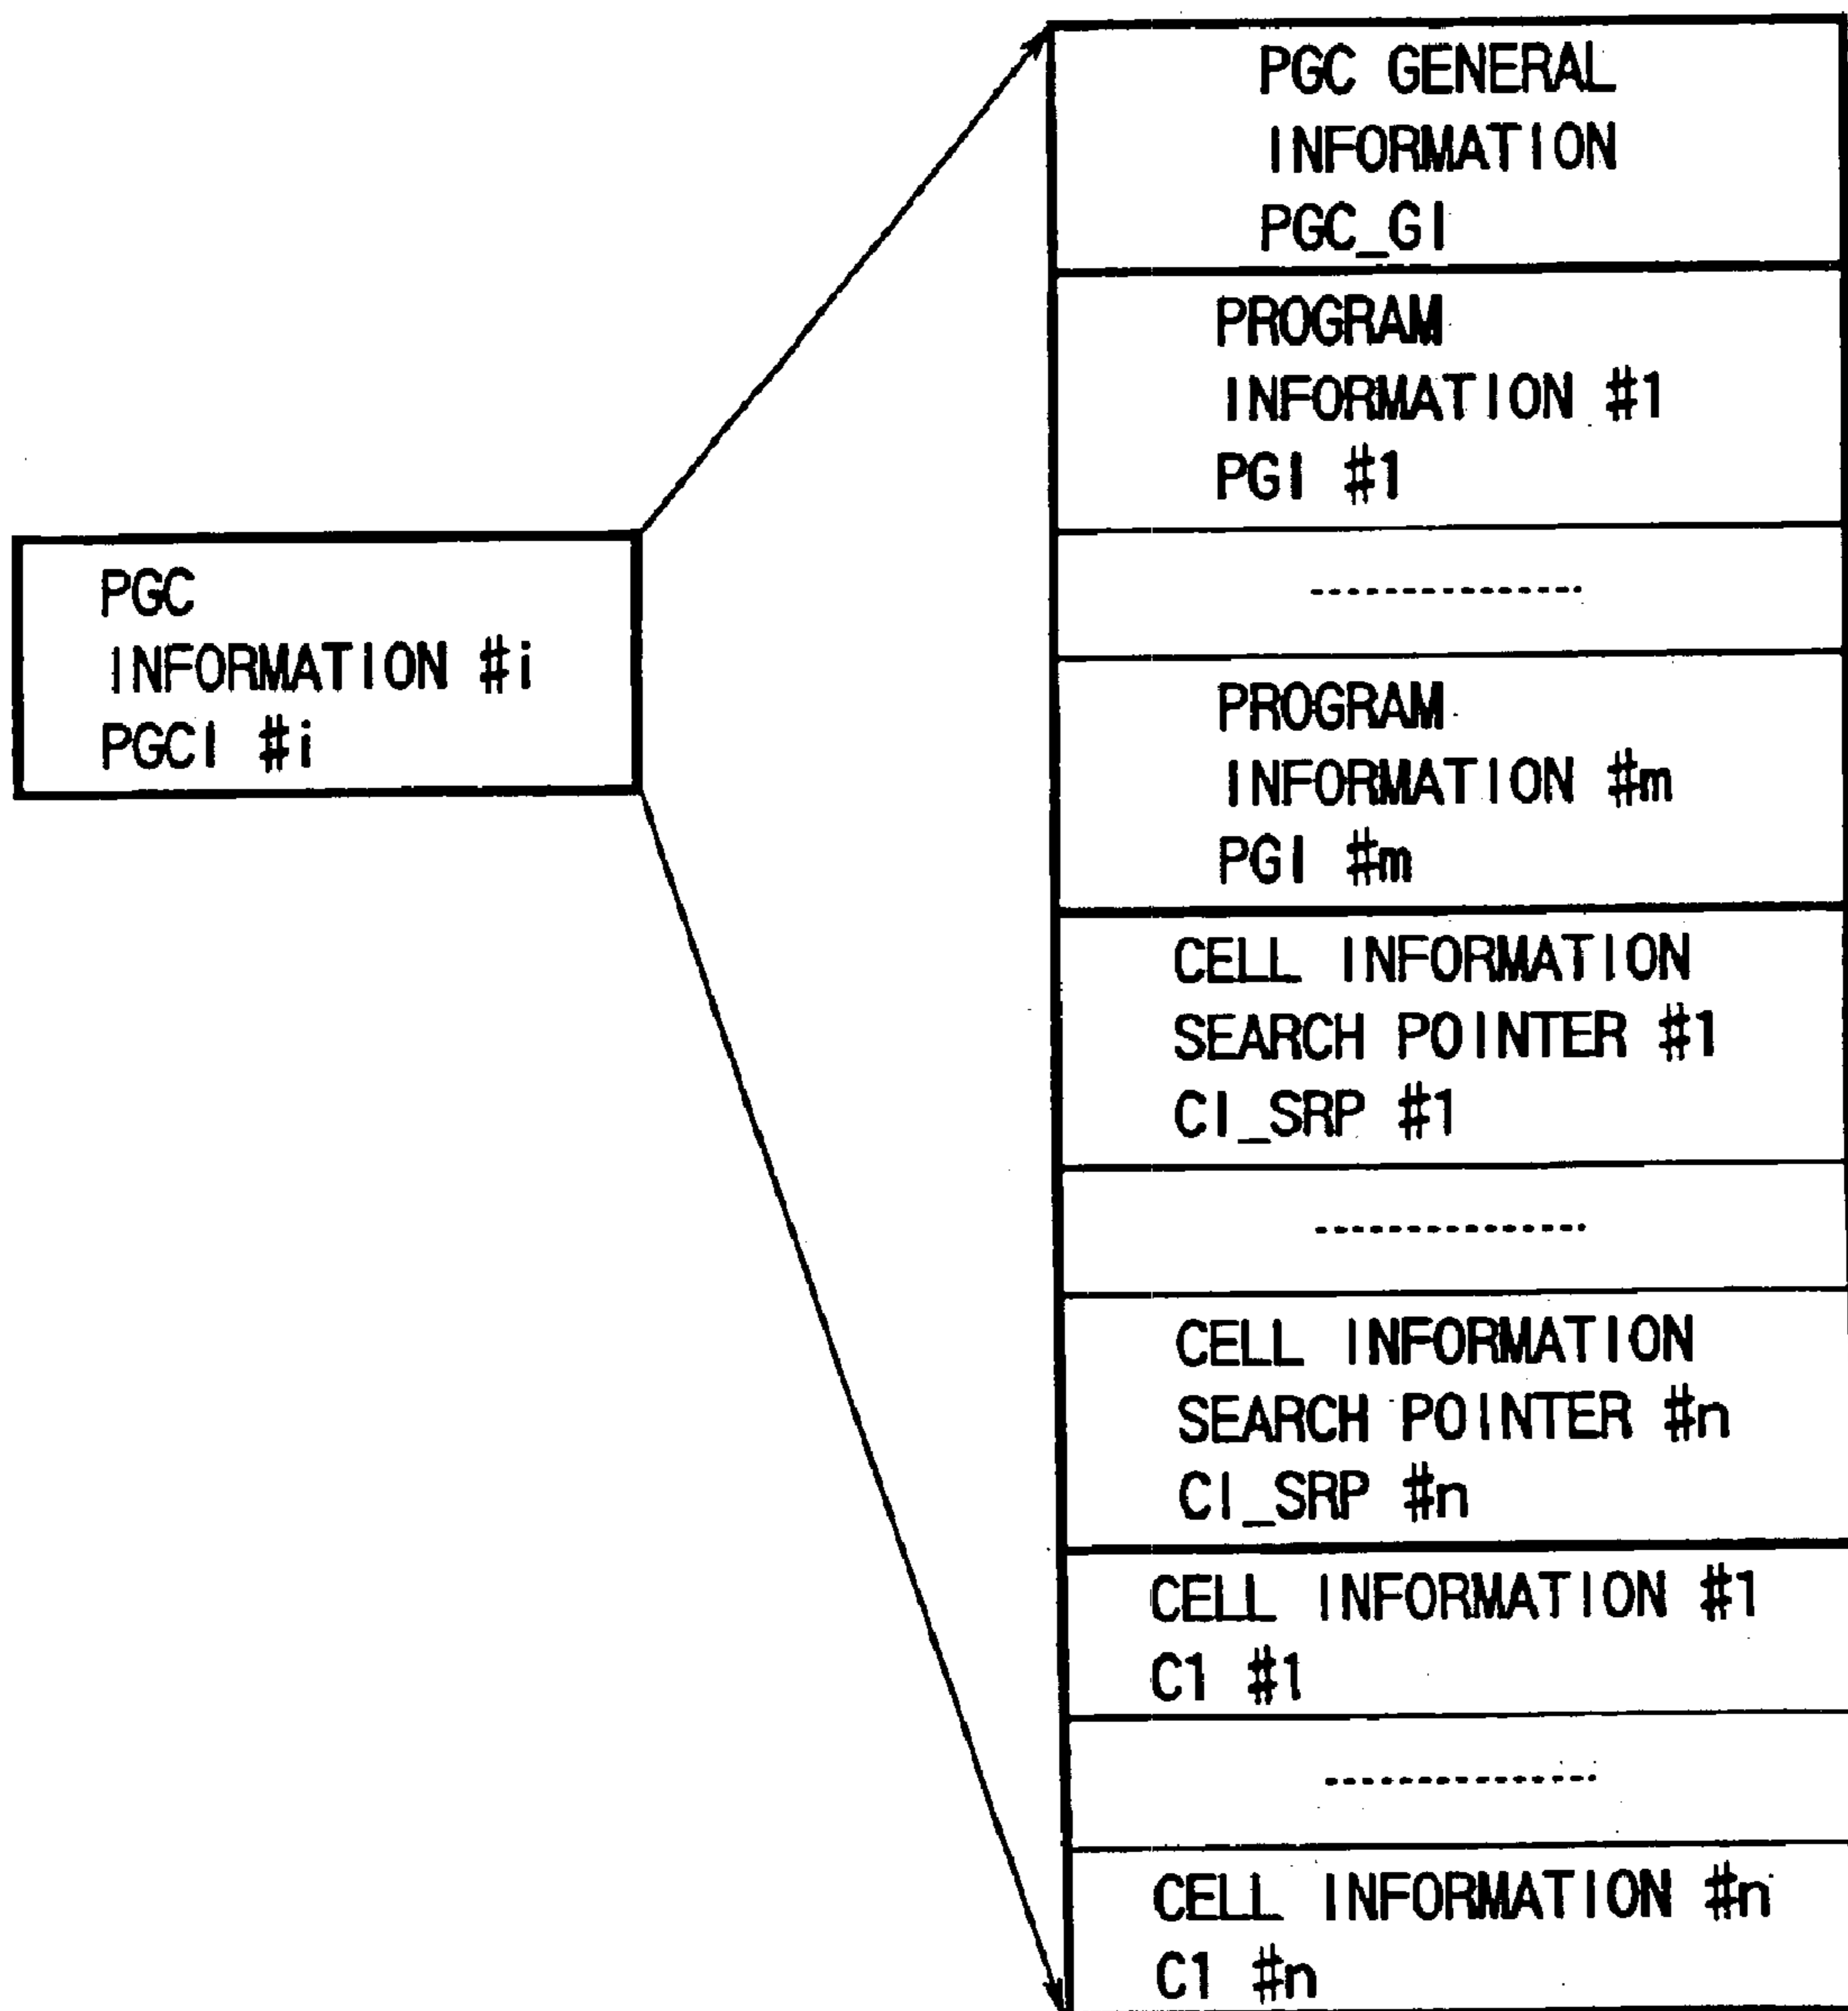 PGC
INFORMATION #i
PGCI #i
PGC GENERAL
INFORMATION
PGC_GI
PROGRAM
INFORMATION #1
PGI #1
PROGRAM
INFORMATION #m
PGI #m
CELL INFORMATION
SEARCH POINTER #1
CI_SRP #1
CELL INFORMATION
SEARCH POINTER #n
CI_SRP #n
CELL INFORMATION #1
C1 #1
CELL INFORMATION #n
C1 #n